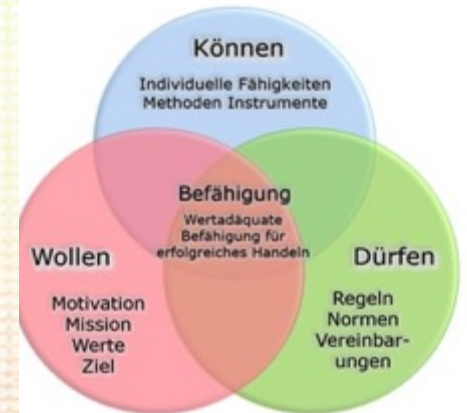 Können
Individuelle Fähigkeiten
Methoden Instrumente
Befähigung
Wertadäquate
Befähigung für
erfolgreiches Handeln
Wollen
Motivation
Mission
Werte
Ziel
Dürfen
Regeln
Normen
Vereinbar-
ungen